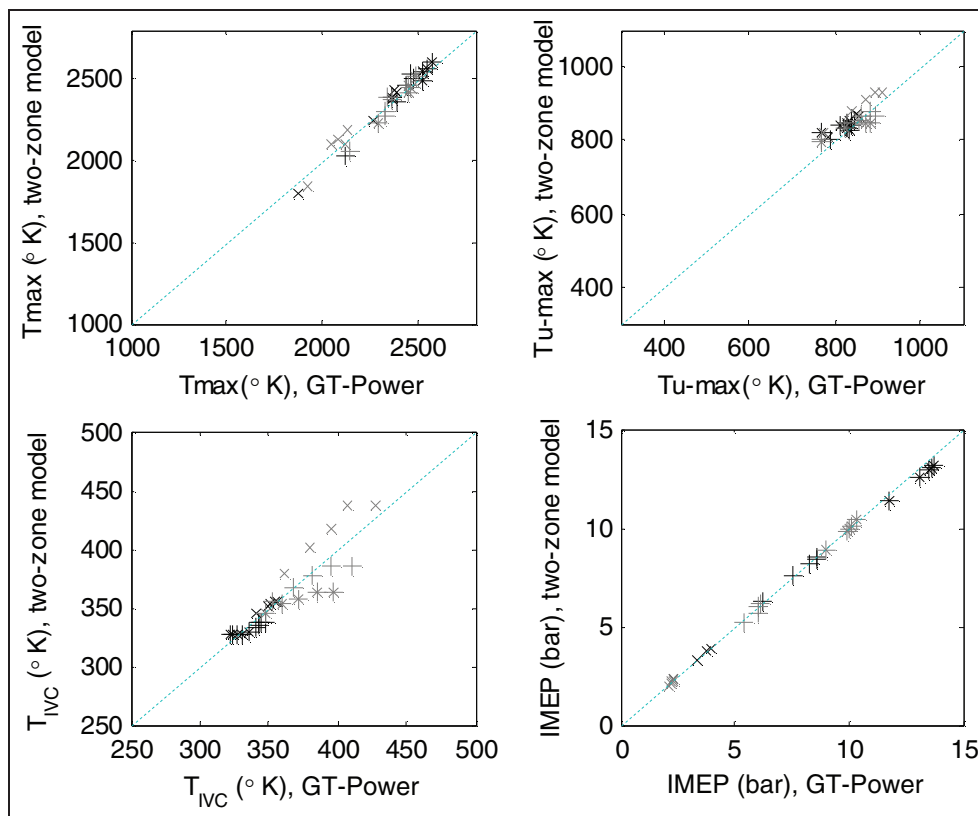 Tmax (° K), two-zone model
2500
2000
1500
1000
1000 1500 2000 2500
Tmax(° K), GT-Power
Tu-max (° K), two-zone model
1000
800
600
400
400 600 800 1000
Tu-max(° K), GT-Power
T_IVC (° K), two-zone model
500
450
400
350
300
250
250 300 350 400 450 500
T_IVC (° K), GT-Power
IMEP (bar), two-zone model
15
10
5
0
0 5 10 15
IMEP (bar), GT-Power